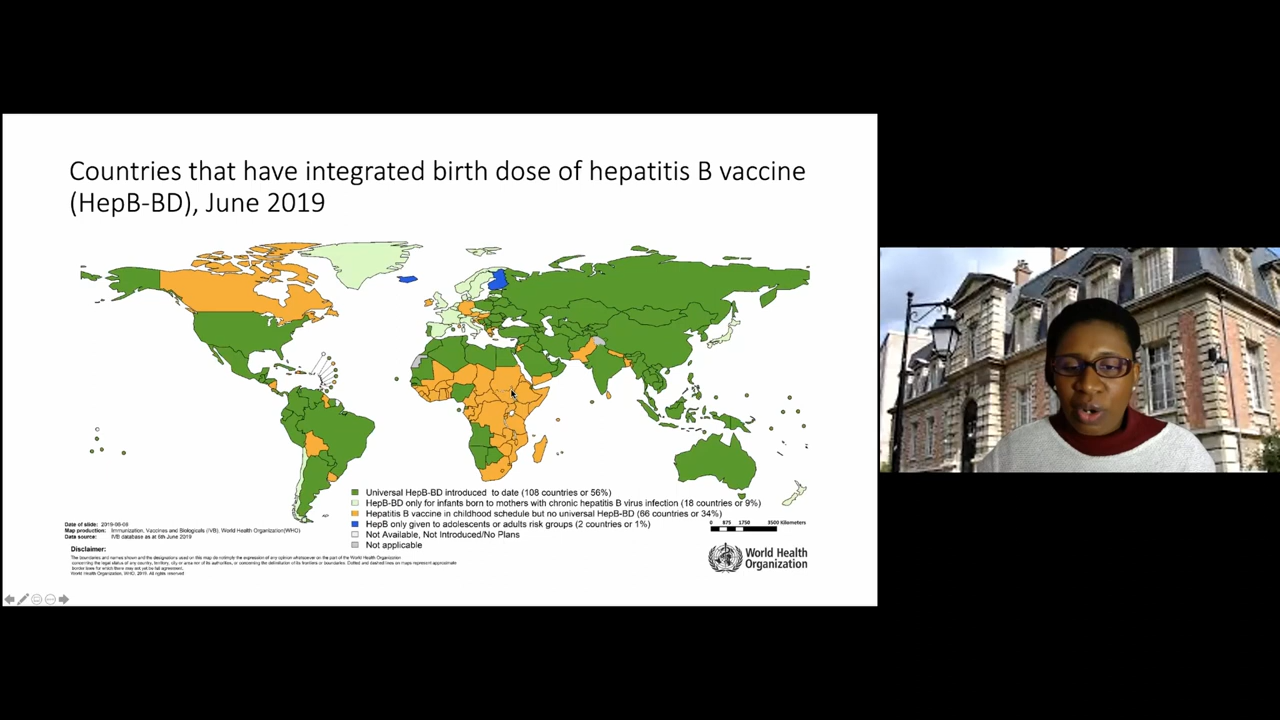 Countries that have integrated birth dose of hepatitis B vaccine
(HepB-BD), June 2019
Universal HepB-BD introduced to date (108 countries or 56%)
HepB-BD only for infants born to mothers with chronic hepatitis B virus infection (18 countries or 9%)
Hepatitis B vaccine in childhood schedule but no universal HepB-BD (66 countries or 34%)
HepB only given to adolescents or adults risk groups (2 countries or 1%)
Not Available, Not Introduced/No Plans
Not applicable
0 875 1750 3500 Kilometers
Date of slide: 2019-06-06
Map production: Immunization, Vaccines and Biologicals (IVB), World Health Organization(WHO)
Data source: IVB database as at 6th June 2019
Disclaimer:
The boundaries and names shown and the designations used on this map do not imply the expression of any opinion whatsoever on the part of the World Health Organization
concerning the legal status of any country, territory, city or area nor of its authorities, or concerning the delimitation of its frontiers or boundaries. Dotted and dashed lines on maps represent approximate
border lines for which there may not yet be full agreement.
World Health Organization, WHO, 2019. All rights reserved
World Health
Organization